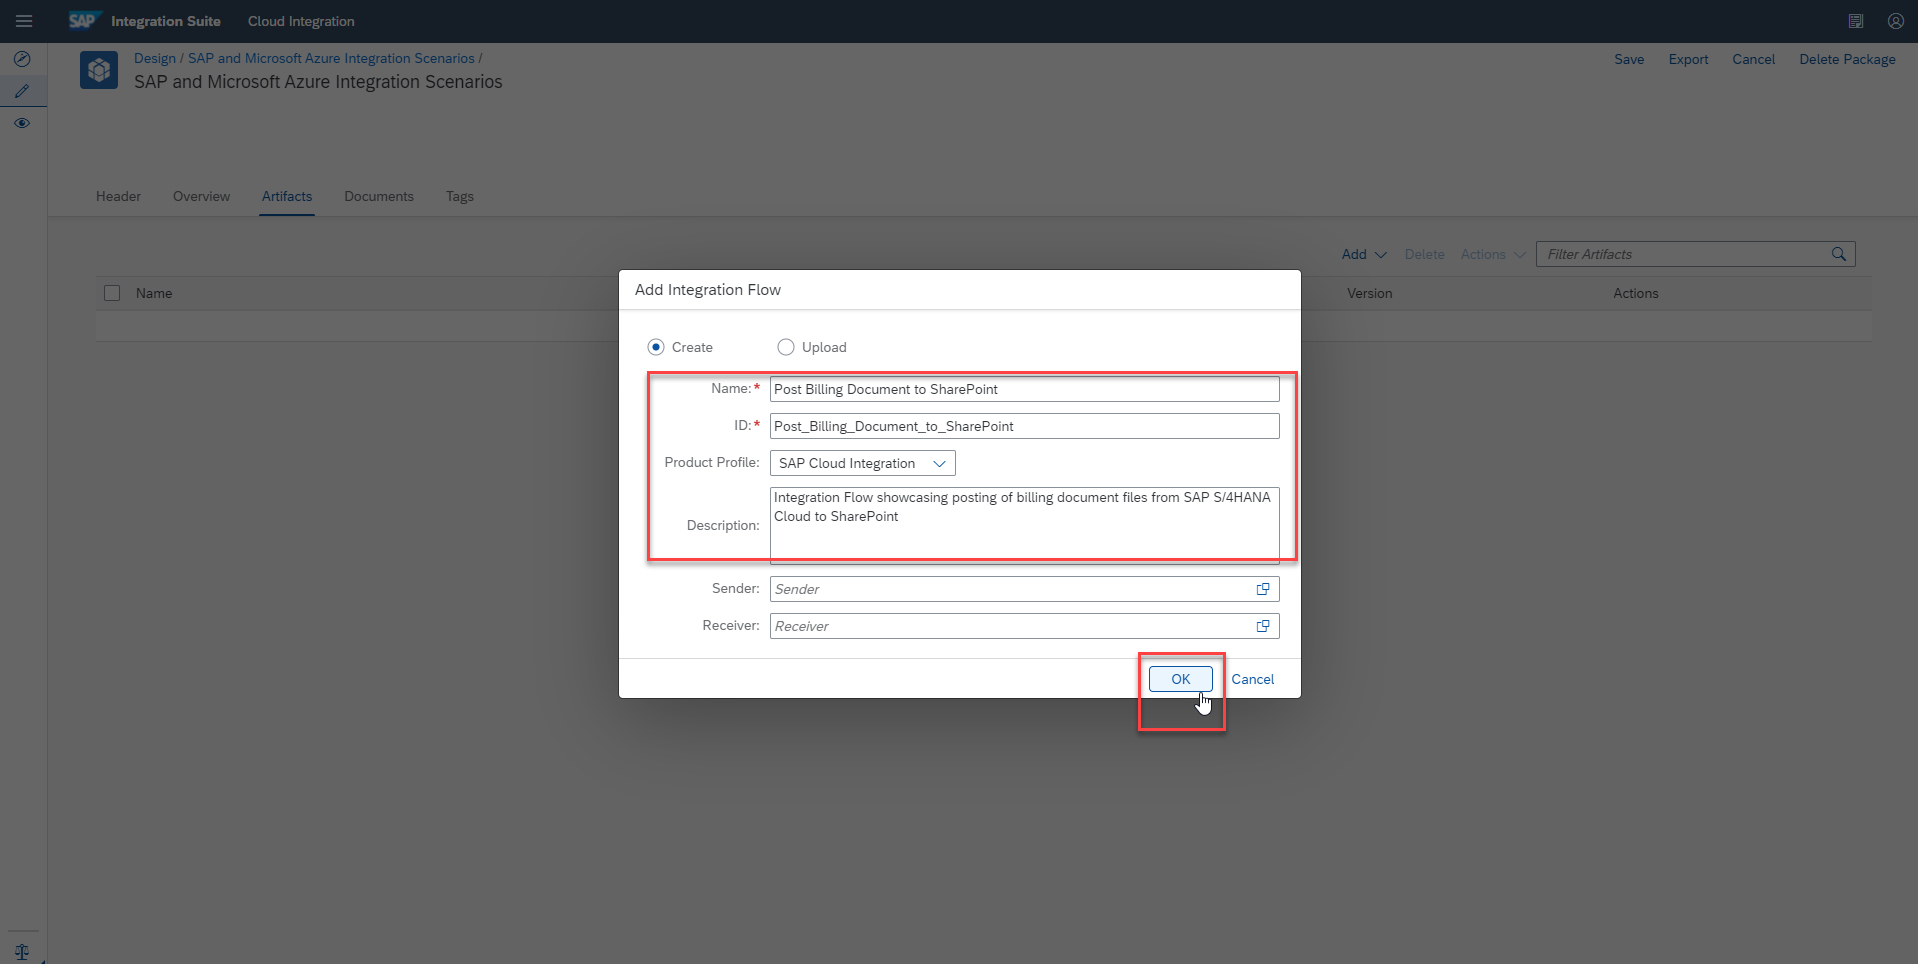 SAP Integration Suite Cloud Integration
Design / SAP and Microsoft Azure Integration Scenarios /
SAP and Microsoft Azure Integration Scenarios
Save Export Cancel Delete Package
Header Overview Artifacts Documents Tags
Add Delete Actions Filter Artifacts
Name Version Actions
Add Integration Flow
Create Upload
Name:* Post Billing Document to SharePoint
ID:* Post_Billing_Document_to_SharePoint
Product Profile: SAP Cloud Integration
Description: Integration Flow showcasing posting of billing document files from SAP S/4HANA
Cloud to SharePoint
Sender: Sender
Receiver: Receiver
OK Cancel